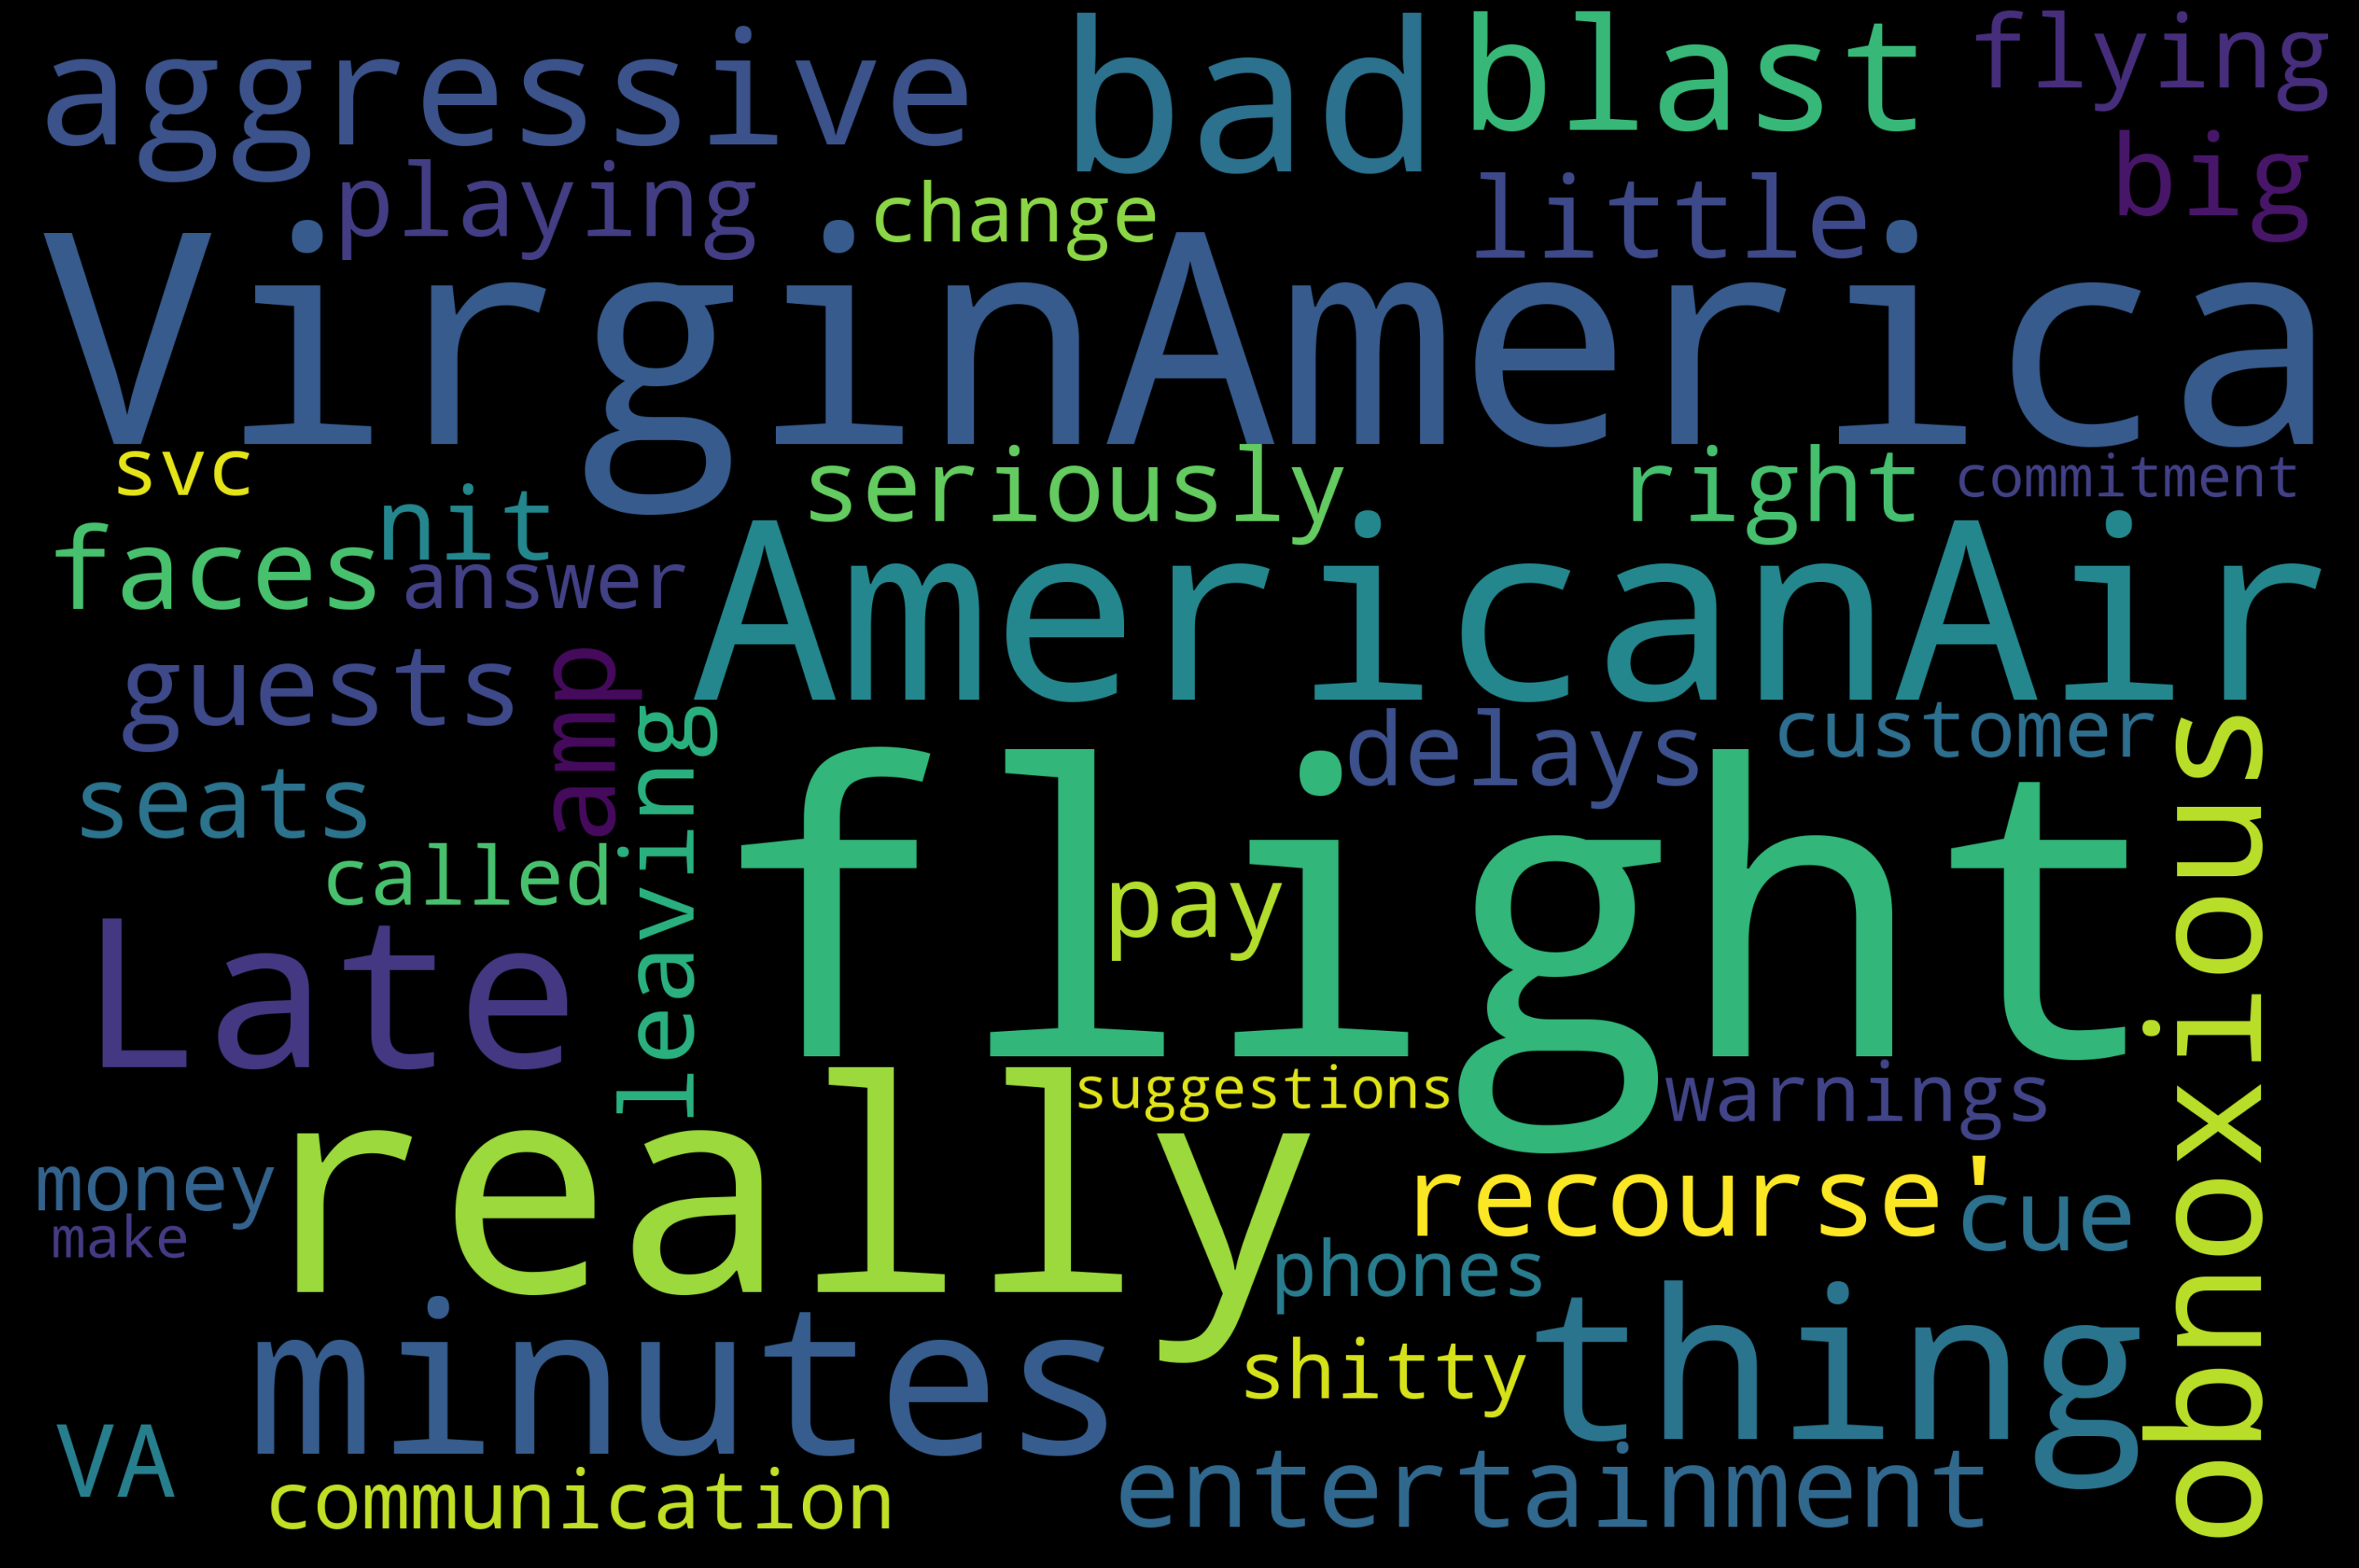 aggressive bad blast flying
playing change little big
VirginAmerica
svc seriously right commitment
nit
faces answer AmericanAir
guests amp
leaving delays customer
seats flight obnoxious
called pay
Late
suggestions warnings
really
money recourse' cue
make phones
minutes shitty thing
VA
communication entertainment